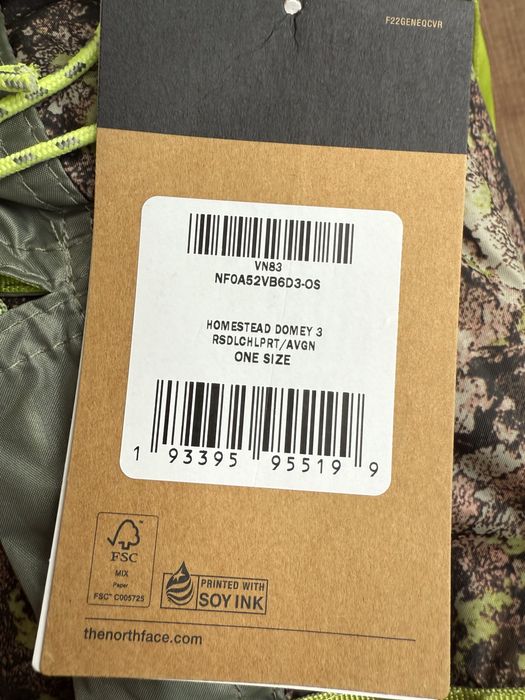 F22GENEQCVR
VN83
NF0A52VB6D3-OS
HOMESTEAD DOMEY 3
RSDLCHLPRT/AVGN
ONE SIZE
1 93395 95519 9
FSC
MIX
Paper
FSC™ C005725
PRINTED WITH
SOY INK
thenorthface.com